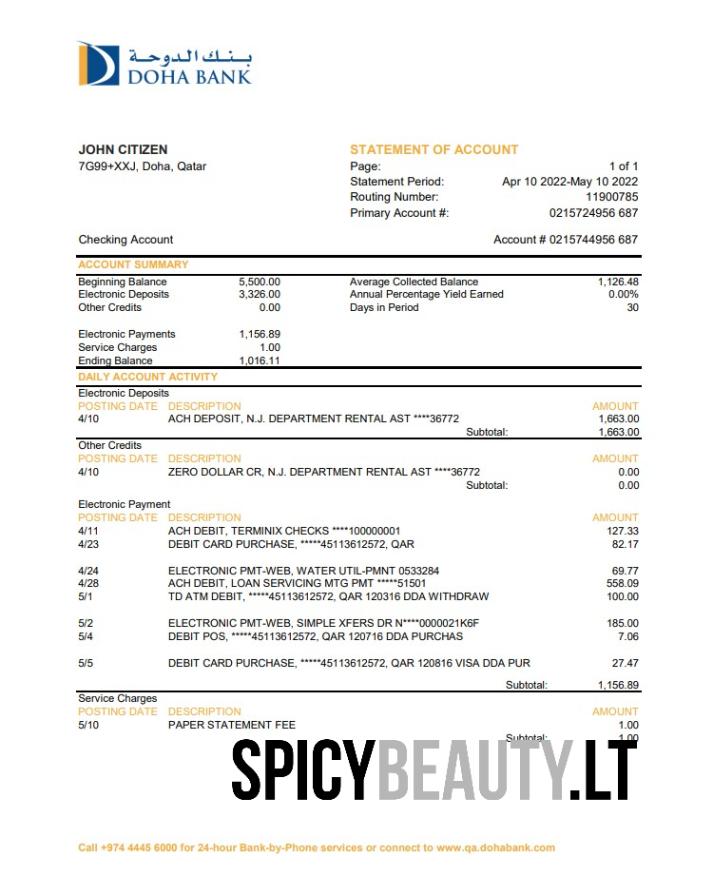 بنك الدوحة
DOHA BANK
JOHN CITIZEN
7G99+XXJ, Doha, Qatar
STATEMENT OF ACCOUNT
Page: 1 of 1
Statement Period: Apr 10 2022-May 10 2022
Routing Number: 11900785
Primary Account #: 0215724956 687
Checking Account Account # 0215744956 687
ACCOUNT SUMMARY
Beginning Balance 5,500.00 Average Collected Balance 1,126.48
Electronic Deposits 3,326.00 Annual Percentage Yield Earned 0.00%
Other Credits 0.00 Days in Period 30
Electronic Payments 1,156.89
Service Charges 1.00
Ending Balance 1,016.11
DAILY ACCOUNT ACTIVITY
Electronic Deposits
POSTING DATE DESCRIPTION AMOUNT
4/10 ACH DEPOSIT, N.J. DEPARTMENT RENTAL AST ****36772 1,663.00
Subtotal: 1,663.00
Other Credits
POSTING DATE DESCRIPTION AMOUNT
4/10 ZERO DOLLAR CR, N.J. DEPARTMENT RENTAL AST ****36772 0.00
Subtotal: 0.00
Electronic Payment
POSTING DATE DESCRIPTION AMOUNT
4/11 ACH DEBIT, TERMINIX CHECKS ****100000001 127.33
4/23 DEBIT CARD PURCHASE, *****45113612572, QAR 82.17
4/24 ELECTRONIC PMT-WEB, WATER UTIL-PMNT 0533284 69.77
4/28 ACH DEBIT, LOAN SERVICING MTG PMT *****51501 558.09
5/1 TD ATM DEBIT, *****45113612572, QAR 120316 DDA WITHDRAW 100.00
5/2 ELECTRONIC PMT-WEB, SIMPLE XFERS DR N****0000021K6F 185.00
5/4 DEBIT POS, *****45113612572, QAR 120716 DDA PURCHAS 7.06
5/5 DEBIT CARD PURCHASE, *****45113612572, QAR 120816 VISA DDA PUR 27.47
Subtotal: 1,156.89
Service Charges
POSTING DATE DESCRIPTION AMOUNT
5/10 PAPER STATEMENT FEE 1.00
Subtotal: 1.00
SPICYBEAUTY.LT
Call +974 4445 6000 for 24-hour Bank-by-Phone services or connect to www.qa.dohabank.com